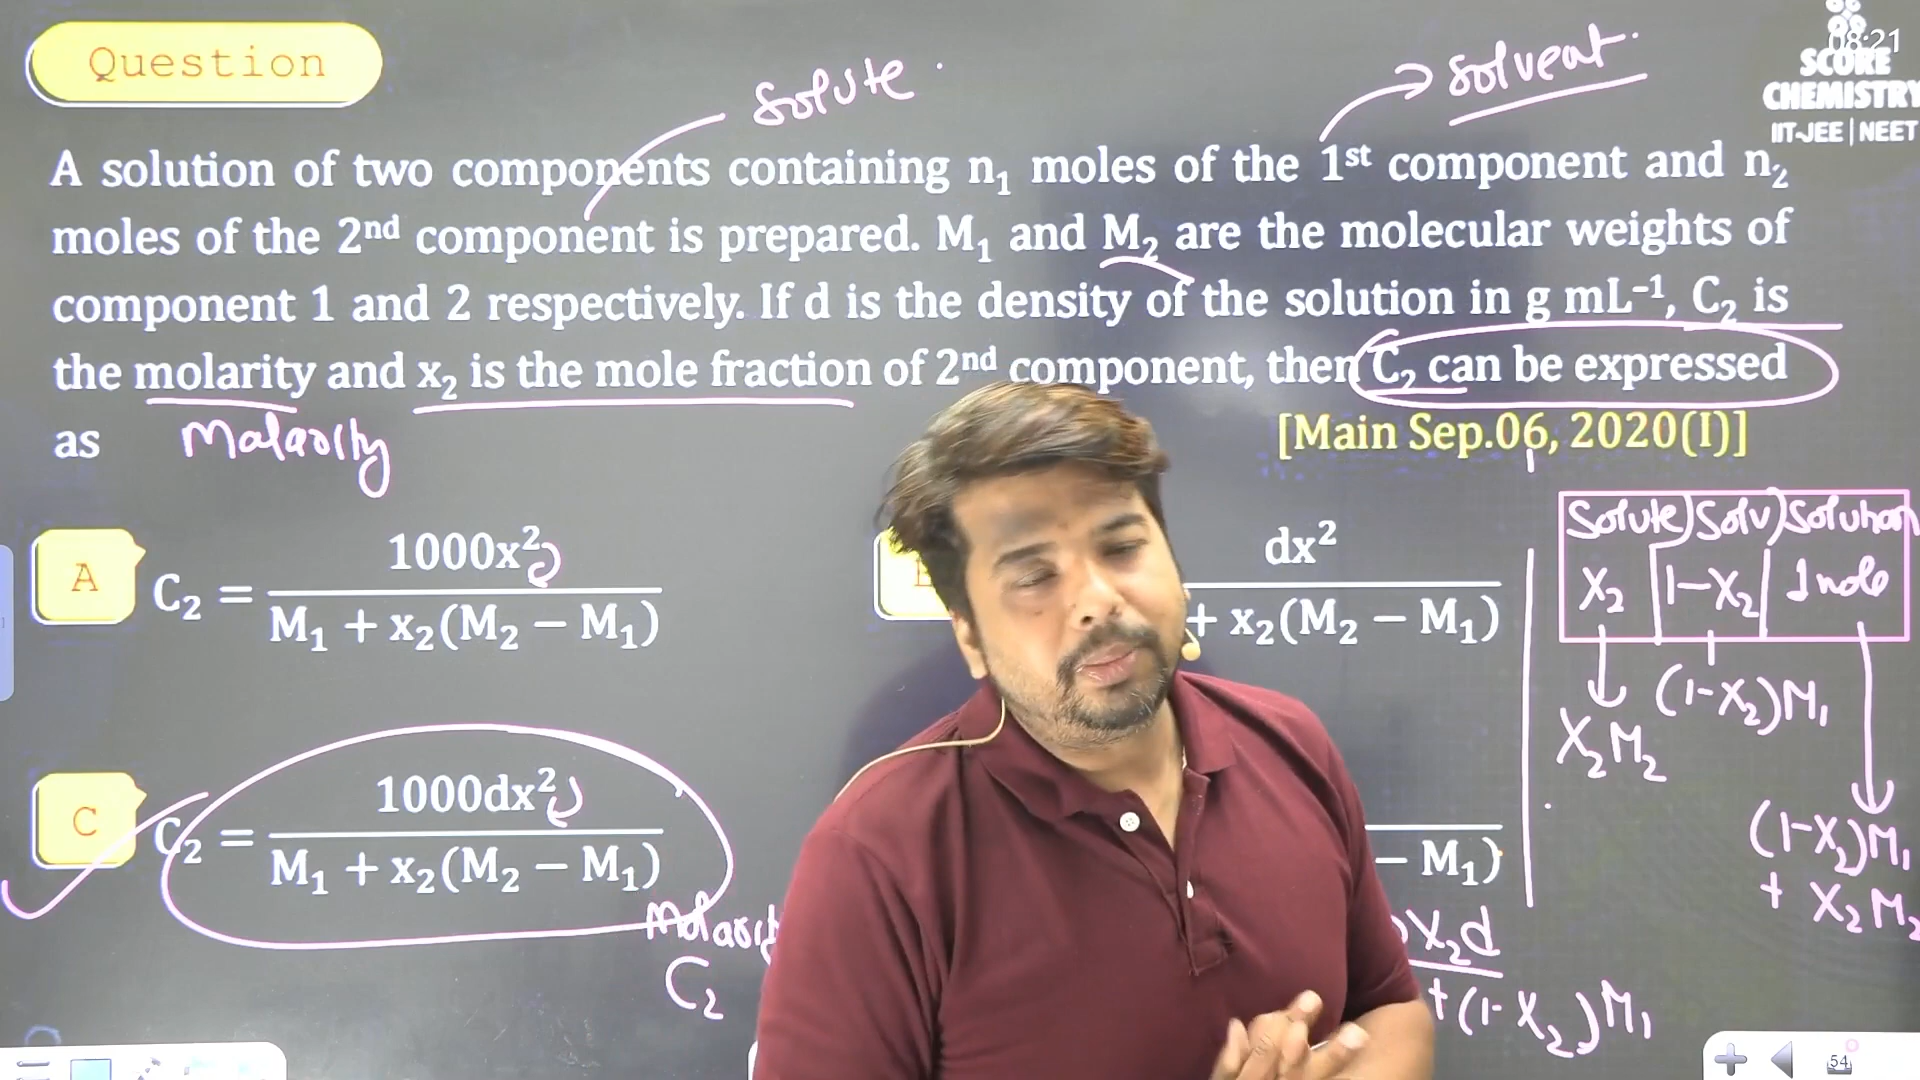 Question
solute
solvent
08:21
SCORE
CHEMISTRY
IIT-JEE | NEET
A solution of two components containing n₁ moles of the 1ˢᵗ component and n₂
moles of the 2ⁿᵈ component is prepared. M₁ and M₂ are the molecular weights of
component 1 and 2 respectively. If d is the density of the solution in g mL⁻¹, C₂ is
the molarity and x₂ is the mole fraction of 2ⁿᵈ component, then C₂ can be expressed
as
Molarity
[Main Sep.06, 2020(I)]
A
C₂ = 1000x² / M₁ + x₂(M₂ − M₁)
dx²
+ x₂(M₂ − M₁)
Solute Solv Solution
X₂ 1-X₂ 1 mole
X₂M₂
(1-X₂)M₁
(1-X₂)M₁
+ X₂M₂
C
C₂ = 1000dx² / M₁ + x₂(M₂ − M₁)
− M₁)
Molarity
C₂
X₂d
+(1-X₂)M₁
54